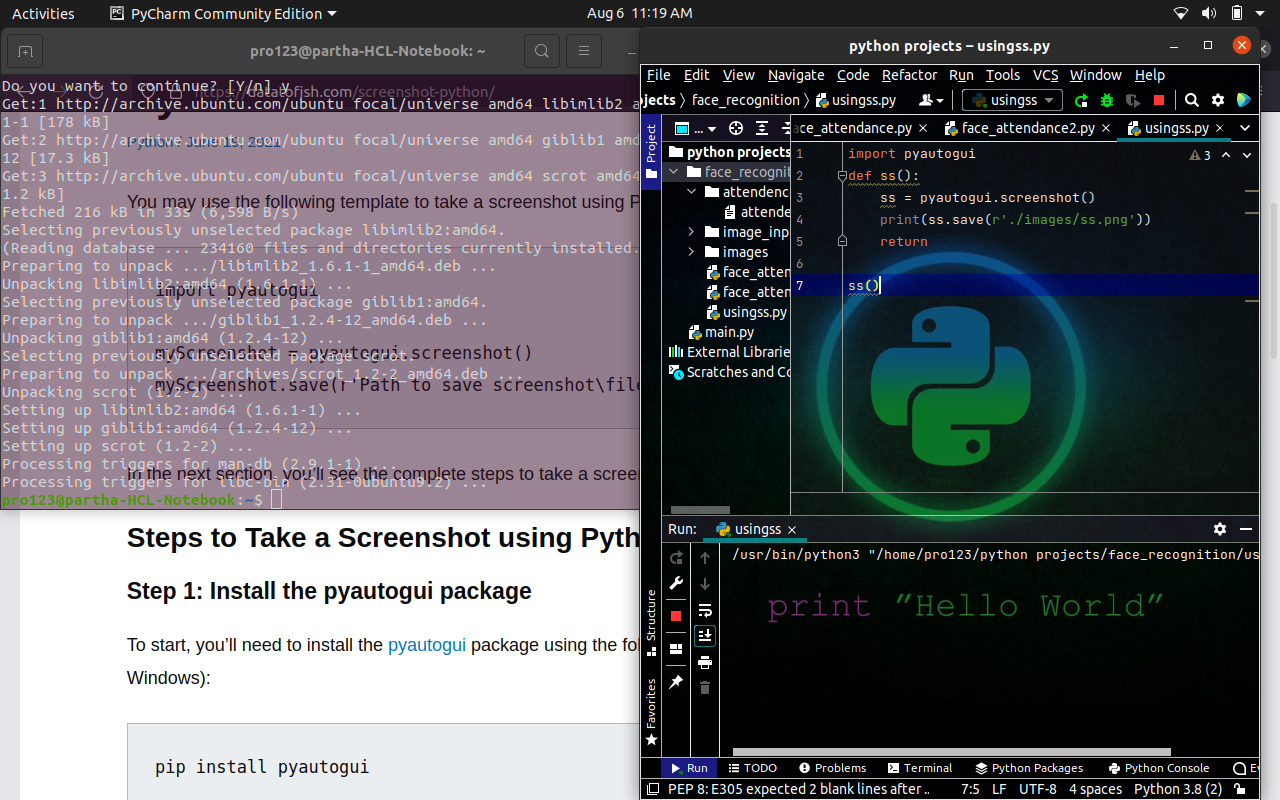 Activities
PyCharm Community Edition
Aug 6 11:19 AM
pro123@partha-HCL-Notebook: ~
Do you want to continue? [Y/n] y
https://datatofish.com/screenshot-python/
Get:1 http://archive.ubuntu.com/ubuntu focal/universe amd64 libimlib2 a
1-1 [178 kB]
Get:2 http://archive.ubuntu.com/ubuntu focal/universe amd64 giblib1 amd
12 [17.3 kB]
Get:3 http://archive.ubuntu.com/ubuntu focal/universe amd64 scrot amd64
1.2 kB]
You may use the following template to take a screenshot using P
Fetched 216 kB in 33s (6,598 B/s)
Selecting previously unselected package libimlib2:amd64.
(Reading database ... 234160 files and directories currently installed.
Preparing to unpack .../libimlib2_1.6.1-1_amd64.deb ...
Unpacking libimlib2:amd64 (1.6.1-1) ...
import pyautogui
Selecting previously unselected package giblib1:amd64.
Preparing to unpack .../giblib1_1.2.4-12_amd64.deb ...
Unpacking giblib1:amd64 (1.2.4-12) ...
Selecting previously unselected package scrot.
myScreenshot = pyautogui.screenshot()
Preparing to unpack .../archives/scrot_1.2-2_amd64.deb ...
myScreenshot.save(r'Path to save screenshot\file
Unpacking scrot (1.2-2) ...
Setting up libimlib2:amd64 (1.6.1-1) ...
Setting up giblib1:amd64 (1.2.4-12) ...
Setting up scrot (1.2-2) ...
Processing triggers for man-db (2.9.1-1) ...
In the next section, you'll see the complete steps to take a screen
Processing triggers for libc-bin (2.31-0ubuntu9.2) ...
pro123@partha-HCL-Notebook:~$
Steps to Take a Screenshot using Pyth
Step 1: Install the pyautogui package
To start, you'll need to install the pyautogui package using the fol
Windows):
pip install pyautogui
python projects – usingss.py
File Edit View Navigate Code Refactor Run Tools VCS Window Help
ojects face_recognition usingss.py
usingss
Project
...
ace_attendance.py
face_attendance2.py
usingss.py
python projects
face_recognit
attendence
attende
image_inp
images
face_atten
face_atten
usingss.py
main.py
External Librarie
Scratches and Co
3
1 import pyautogui
2 def ss():
3 ss = pyautogui.screenshot()
4 print(ss.save(r'./images/ss.png'))
5 return
6
7 ss()
Run: usingss
/usr/bin/python3 "/home/pro123/python projects/face_recognition/us
print "Hello World"
Structure
Favorites
Run TODO Problems Terminal Python Packages Python Console Ev
PEP 8: E305 expected 2 blank lines after .. 7:5 LF UTF-8 4 spaces Python 3.8 (2)